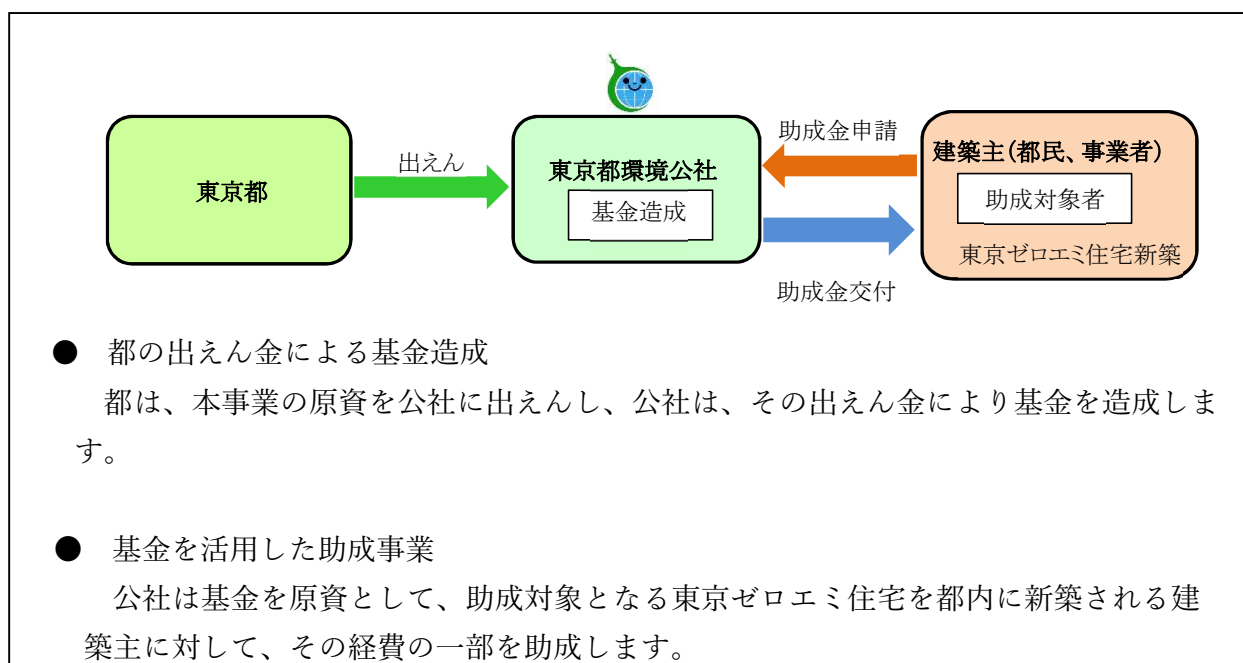 東京都
出えん
東京都環境公社
基金造成
助成金申請
助成金交付
建築主（都民、事業者）
助成対象者
東京ゼロエミ住宅新築
● 都の出えん金による基金造成
都は、本事業の原資を公社に出えんし、公社は、その出えん金により基金を造成しま
す。
● 基金を活用した助成事業
公社は基金を原資として、助成対象となる東京ゼロエミ住宅を都内に新築される建
築主に対して、その経費の一部を助成します。